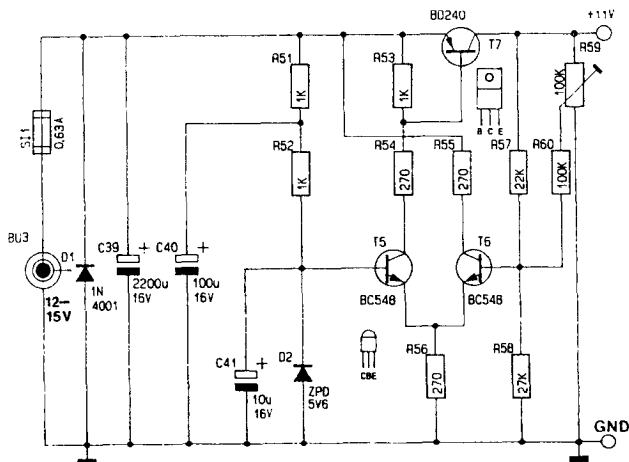 BD240
T7
+11V
R59
100K
R51
1K
R53
1K
SI1
0,63A
R52
1K
R54
270
R55
270
R57
22K
R60
100K
B C E
BU3
D1
1N
4001
12—
15V
C39
+
2200u
16V
C40
+
100u
16V
T5
BC548
T6
BC548
C41
+
10u
16V
D2
ZPD
5V6
CBE
R56
270
R58
27K
GND